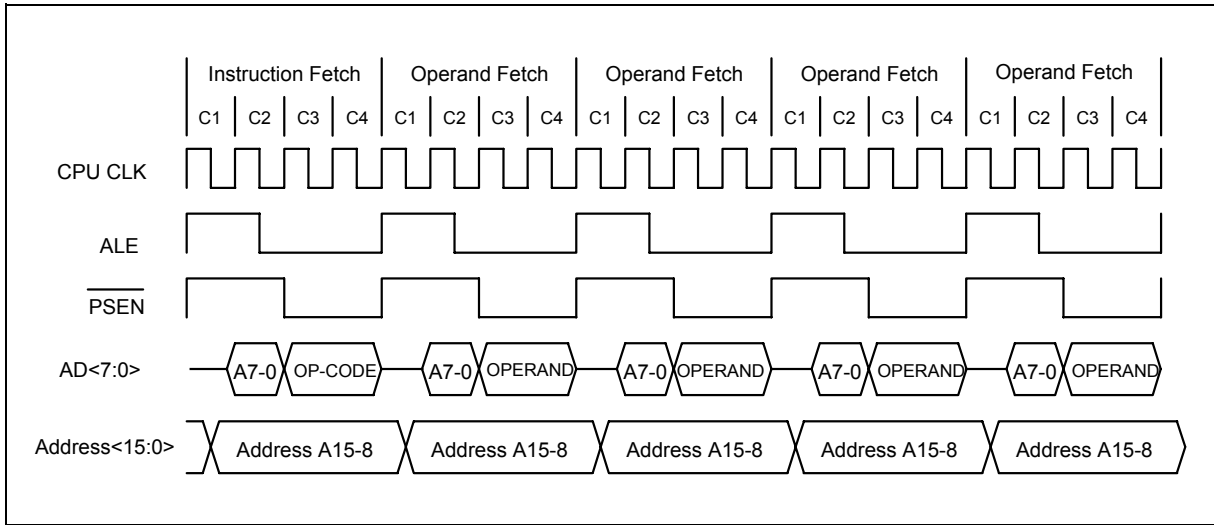 Instruction Fetch Operand Fetch Operand Fetch Operand Fetch Operand Fetch
C1 C2 C3 C4 C1 C2 C3 C4 C1 C2 C3 C4 C1 C2 C3 C4 C1 C2 C3 C4
CPU CLK
ALE
PSEN
AD<7:0> A7-0 OP-CODE A7-0 OPERAND A7-0 OPERAND A7-0 OPERAND A7-0 OPERAND
Address<15:0> Address A15-8 Address A15-8 Address A15-8 Address A15-8 Address A15-8